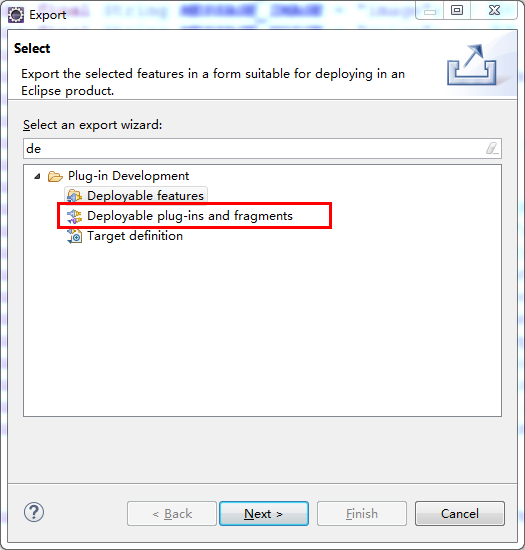 Export
Select
Export the selected features in a form suitable for deploying in an
Eclipse product.
Select an export wizard:
de
Plug-in Development
Deployable features
Deployable plug-ins and fragments
Target definition
< Back
Next >
Finish
Cancel